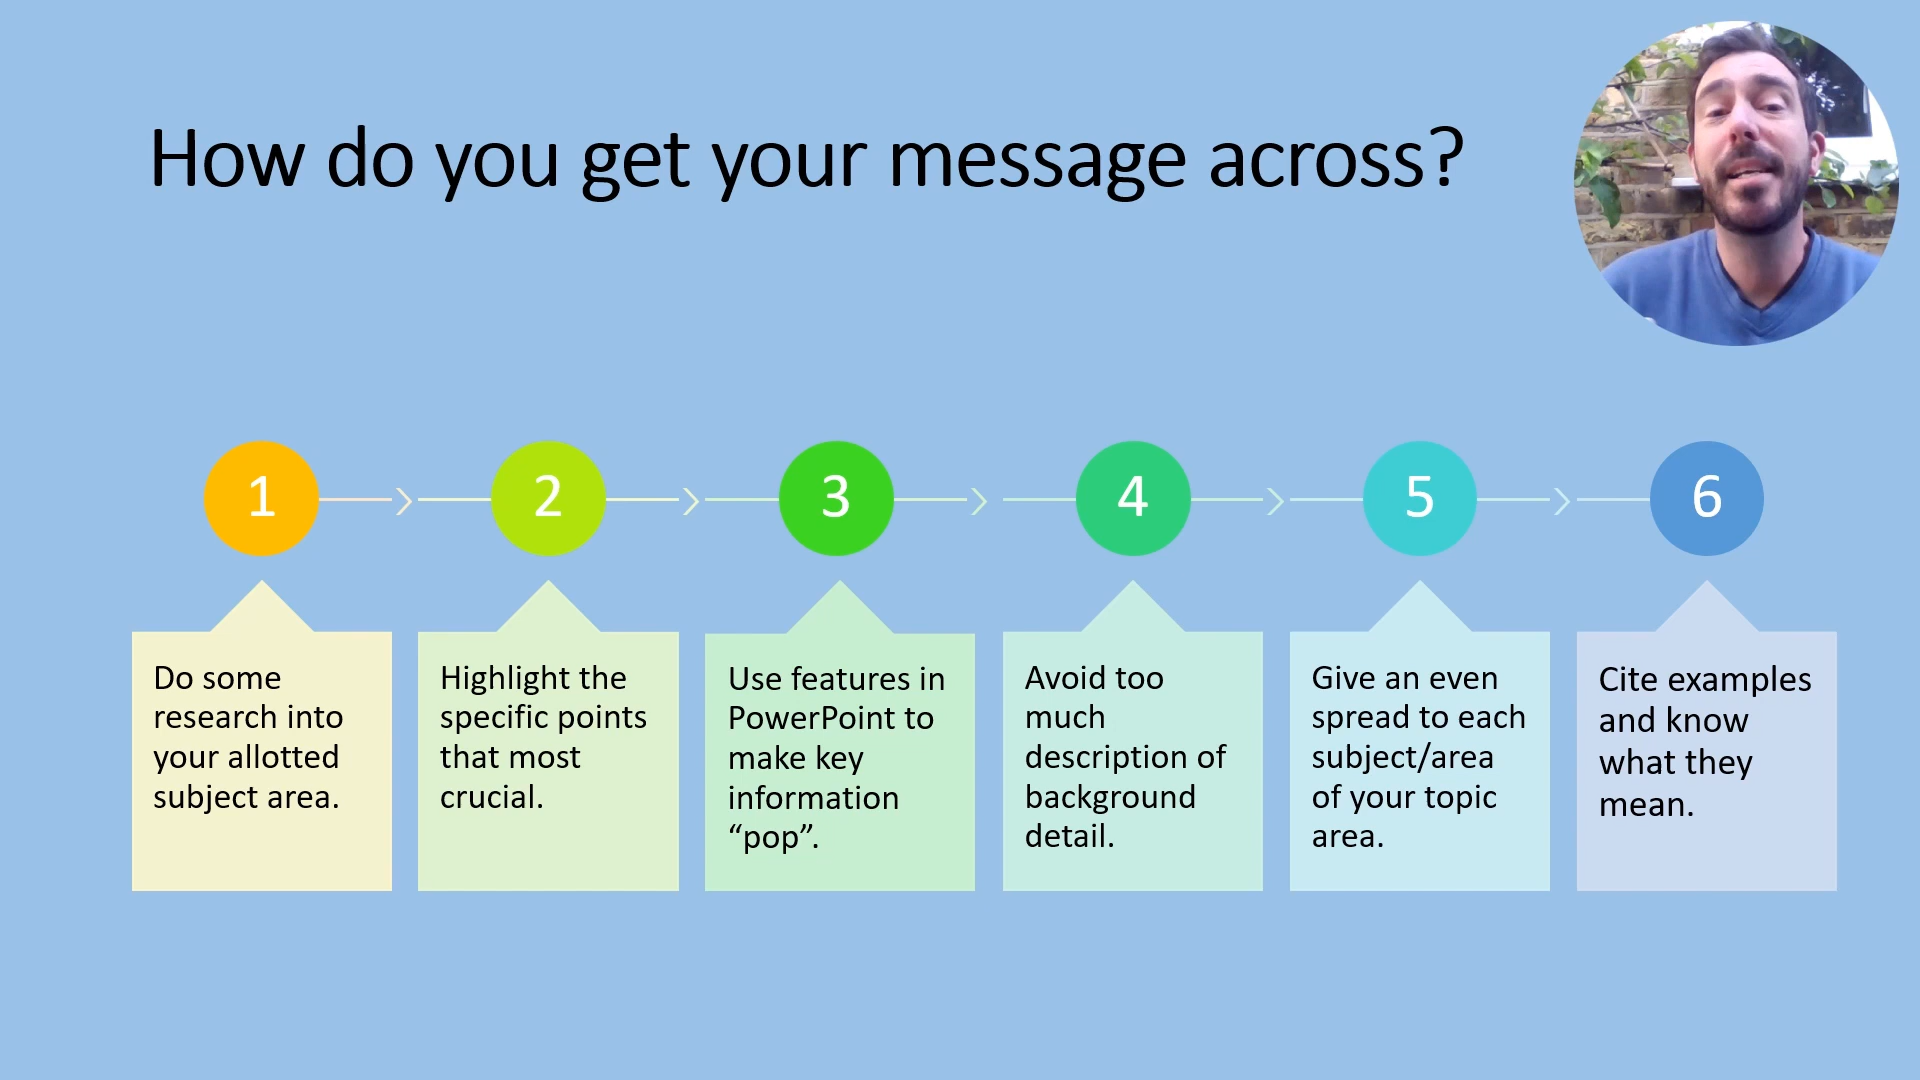 How do you get your message across?
1
2
3
4
5
6
Do some
research into
your allotted
subject area.
Highlight the
specific points
that most
crucial.
Use features in
PowerPoint to
make key
information
“pop”.
Avoid too
much
description of
background
detail.
Give an even
spread to each
subject/area
of your topic
area.
Cite examples
and know
what they
mean.